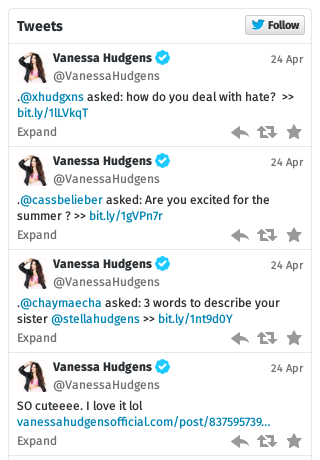 Tweets
Follow
Vanessa Hudgens
24 Apr
@VanessaHudgens
.@xhudgxns asked: how do you deal with hate? >>
bit.ly/1lLVkqT
Expand
Vanessa Hudgens
24 Apr
@VanessaHudgens
.@cassbelieber asked: Are you excited for the
summer ? >> bit.ly/1gVPn7r
Expand
Vanessa Hudgens
24 Apr
@VanessaHudgens
.@chaymaecha asked: 3 words to describe your
sister @stellahudgens >> bit.ly/1nt9d0Y
Expand
Vanessa Hudgens
24 Apr
@VanessaHudgens
SO cuteeee. I love it lol
vanessahudgensofficial.com/post/837595739...
Expand